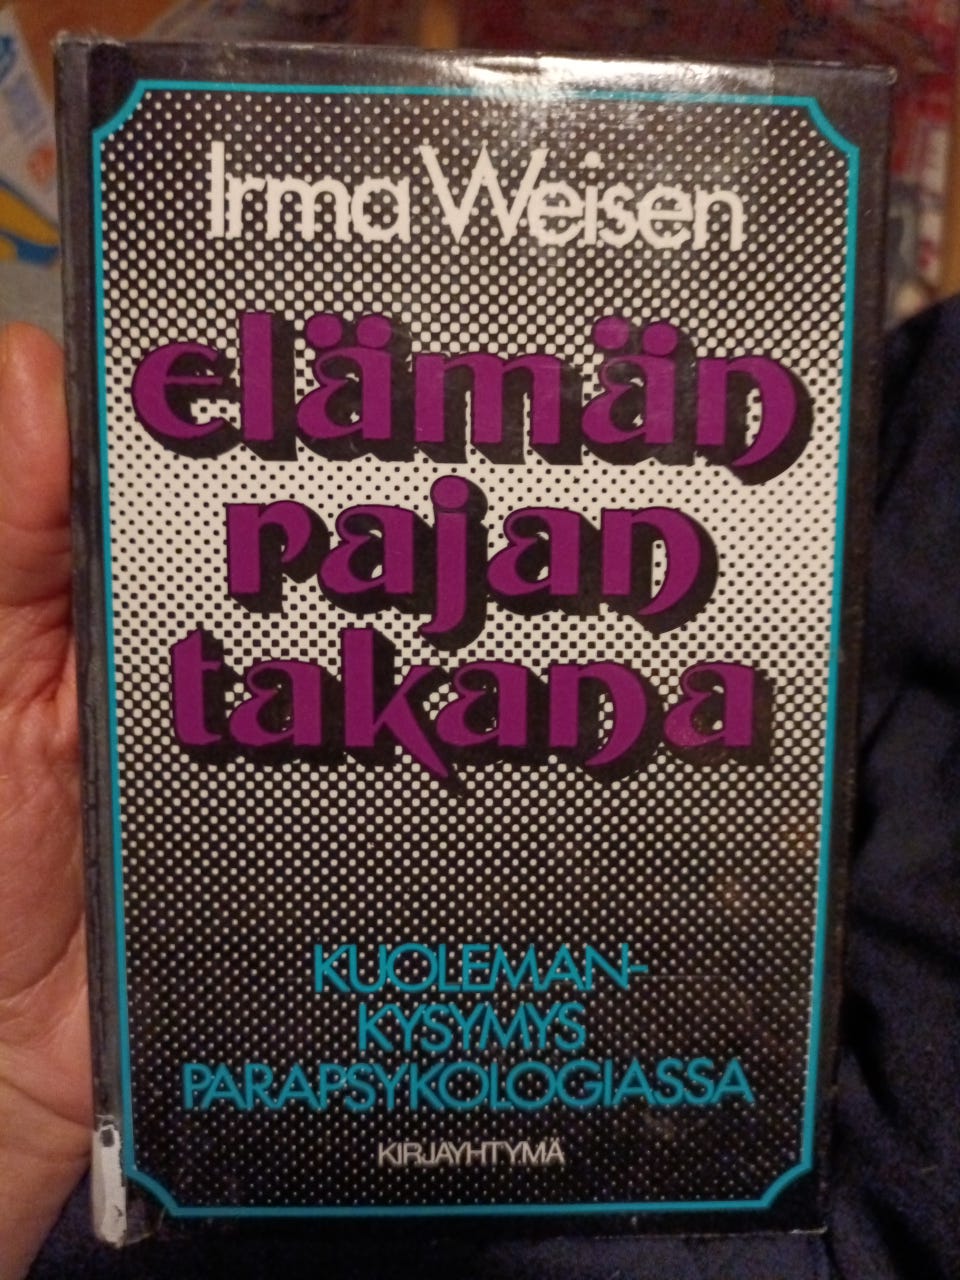 Irma Weisen
elämän
rajan
takana
KUOLEMAN-
KYSYMYS
PARAPSYKOLOGIASSA
KIRJAYHTYMÄ